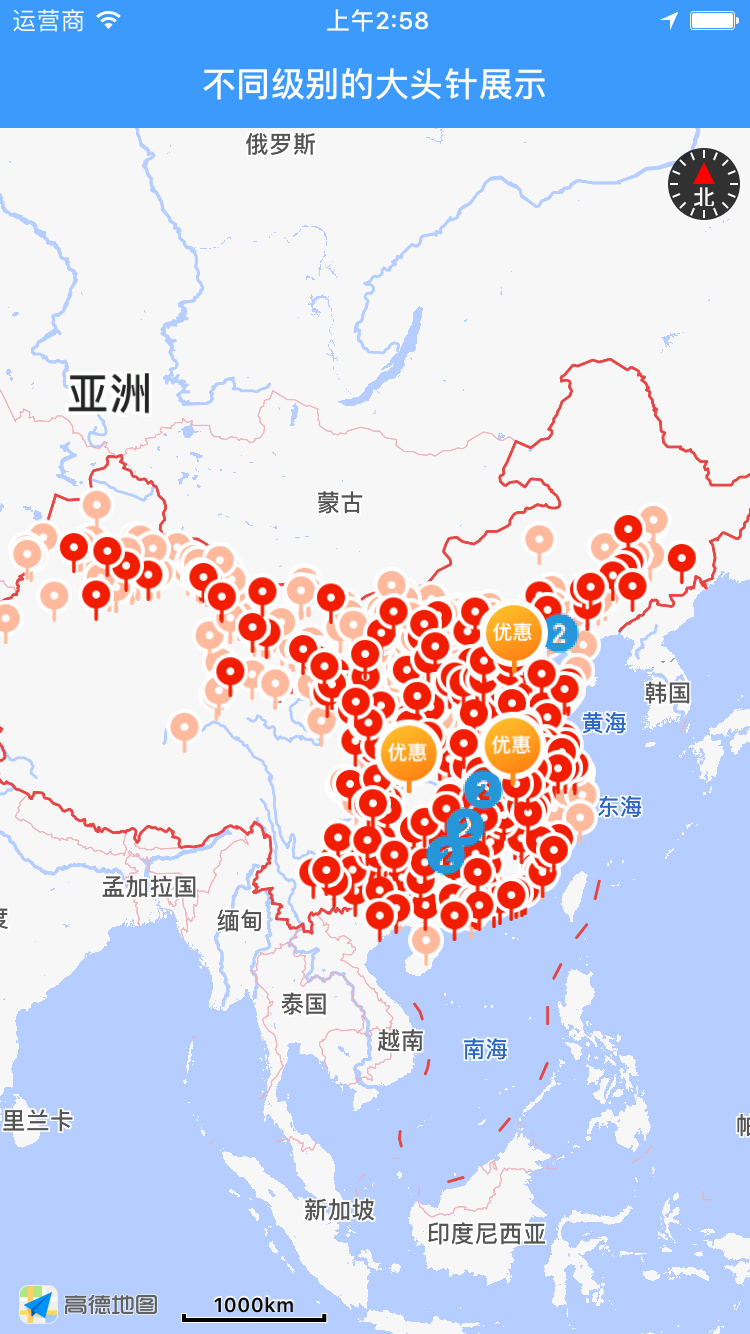 运营商
上午2:58
不同级别的大头针展示
俄罗斯
北
亚洲
蒙古
优惠
2
韩国
黄海
优惠
优惠
2
东海
2
2
孟加拉国
缅甸
度
泰国
越南
南海
里兰卡
帕
新加坡
印度尼西亚
高德地图
1000km